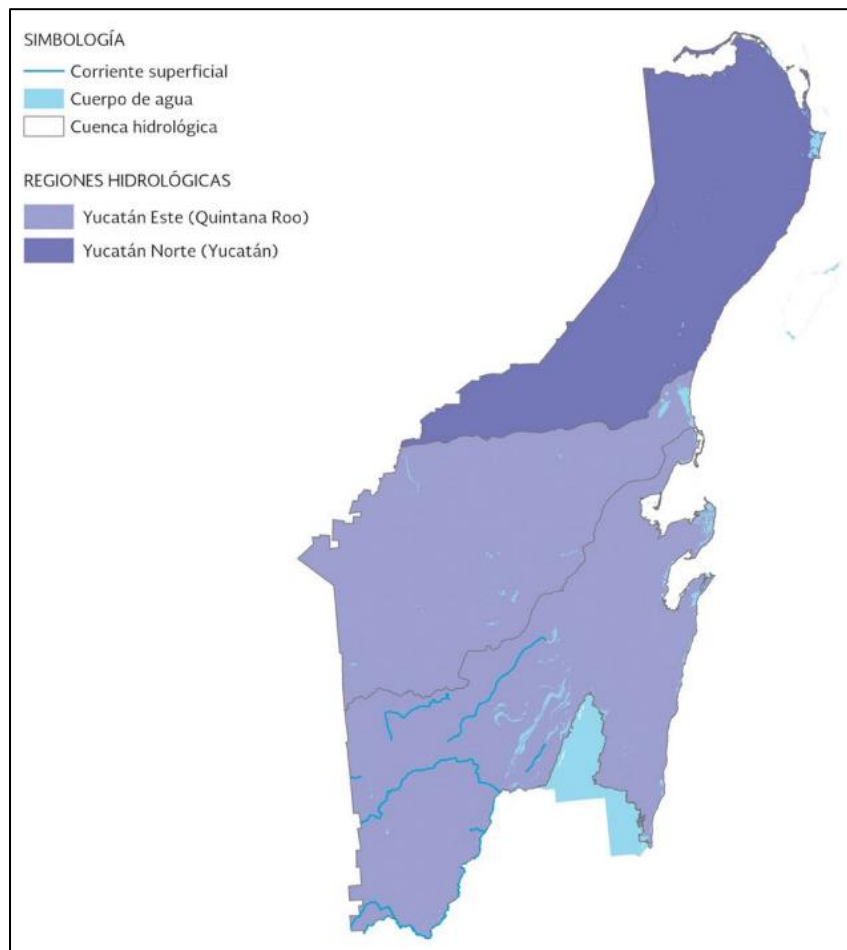 SIMBOLOGÍA
Corriente superficial
Cuerpo de agua
Cuenca hidrológica
REGIONES HIDROLÓGICAS
Yucatán Este (Quintana Roo)
Yucatán Norte (Yucatán)